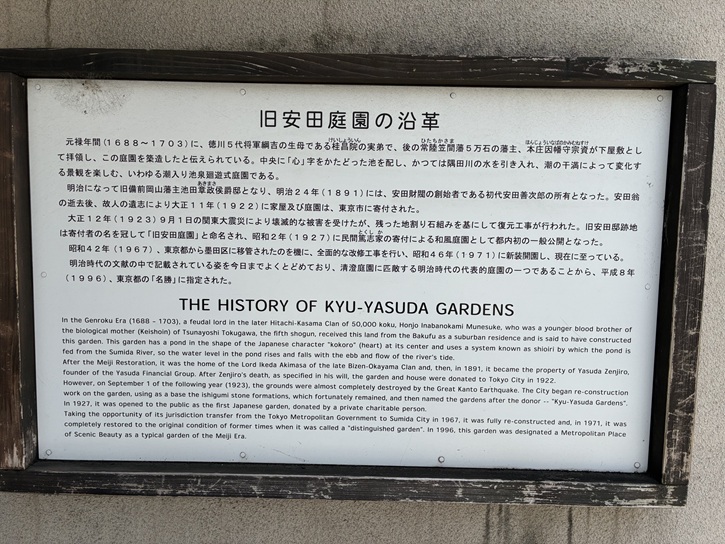 旧安田庭園の沿革
元禄年間(1688〜1703)に、徳川5代将軍綱吉の生母である桂昌院の実弟で、後の常陸笠間藩5万石の藩主、本庄因幡守宗資が下屋敷とし
て拝領し、この庭園を築造したと伝えられている。中央に「心」字をかたどった池を配し、かつては隅田川の水を引き入れ、潮の干満によって変化す
る景観を楽しむ、いわゆる潮入り池泉廻遊式庭園である。
明治になって旧備前岡山藩主池田章政侯爵邸となり、明治24年(1891)には、安田財閥の創始者である初代安田善次郎の所有となった。安田翁
の逝去後、故人の遺志により大正11年(1922)に家屋及び庭園は、東京市に寄付された。
大正12年(1923)9月1日の関東大震災により壊滅的な被害を受けたが、残った地割り石組みを基にして復元工事が行われた。旧安田邸跡地
は寄付者の名を冠して「旧安田庭園」と命名され、昭和2年(1927)に民間篤志家の寄付による和風庭園として都内初の一般公開となった。
昭和42年(1967)、東京都から墨田区に移管されたのを機に、全面的な改修工事を行い、昭和46年(1971)に新装開園し、現在に至っている。
明治時代の文献の中で記載されている姿を今日までよくとどめており、清澄庭園に匹敵する明治時代の代表的庭園の一つであることから、平成8年
(1996)、東京都の「名勝」に指定された。
THE HISTORY OF KYU-YASUDA GARDENS
In the Genroku Era (1688 - 1703), a feudal lord in the later Hitachi-Kasama Clan of 50,000 koku, Honjo Inabanokami Munesuke, who was a younger blood brother of
the biological mother (Keishoin) of Tsunayoshi Tokugawa, the fifth shogun, received this land from the Bakufu as a suburban residence and is said to have constructed
this garden. This garden has a pond in the shape of the Japanese character "kokoro" (heart) at its center and uses a system known as shioiri by which the pond is
fed from the Sumida River, so the water level in the pond rises and falls with the ebb and flow of the river's tide.
After the Meiji Restoration, it was the home of the Lord Ikeda Akimasa of the late Bizen-Okayama Clan and, then, in 1891, it became the property of Yasuda Zenjiro,
founder of the Yasuda Financial Group. After Zenjiro's death, as specified in his will, the garden and house were donated to Tokyo City in 1922.
However, on September 1 of the following year (1923), the grounds were almost completely destroyed by the Great Kanto Earthquake. The City began re-construction
work on the garden, using as a base the ishigumi stone formations, which fortunately remained, and then named the gardens after the donor -- "Kyu-Yasuda Gardens".
In 1927, it was opened to the public as the first Japanese garden, donated by a private charitable person.
Taking the opportunity of its jurisdiction transfer from the Tokyo Metropolitan Government to Sumida City in 1967, it was fully re-constructed and, in 1971, it was
completely restored to the original condition of former times when it was called a "distinguished garden". In 1996, this garden was designated a Metropolitan Place
of Scenic Beauty as a typical garden of the Meiji Era.